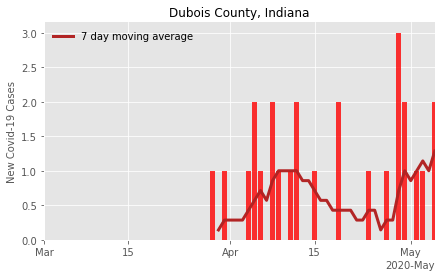 Dubois County, Indiana
7 day moving average
New Covid-19 Cases
3.0
2.5
2.0
1.5
1.0
0.5
0.0
Mar
15
Apr
15
May
2020-May